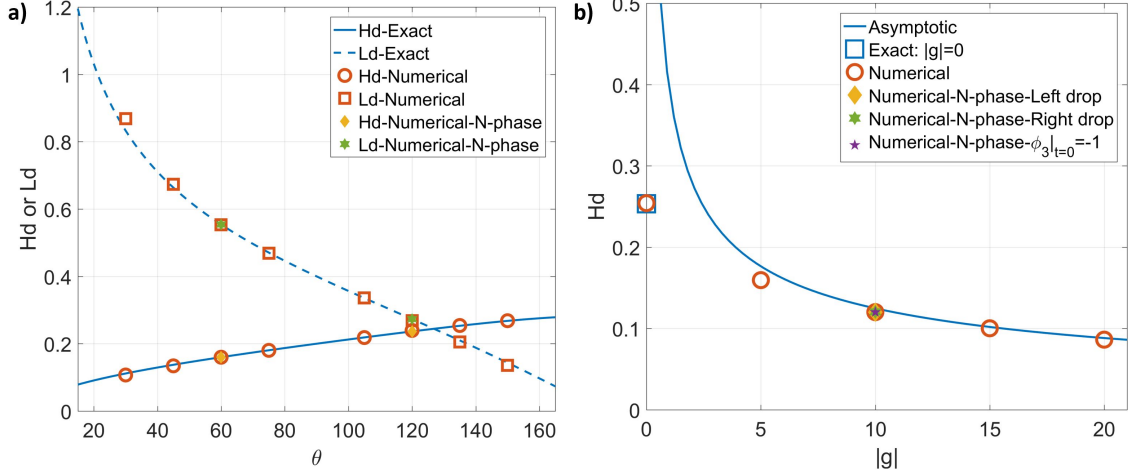 a)
1.2
1
0.8
0.6
0.4
0.2
0
Hd or Ld
20 40 60 80 100 120 140 160
θ
Hd-Exact
Ld-Exact
Hd-Numerical
Ld-Numerical
Hd-Numerical-N-phase
Ld-Numerical-N-phase
b)
0.5
0.4
0.3
0.2
0.1
0
Hd
0 5 10 15 20
|g|
Asymptotic
Exact: |g|=0
Numerical
Numerical-N-phase-Left drop
Numerical-N-phase-Right drop
Numerical-N-phase-ϕ₃|ₜ₌₀=-1